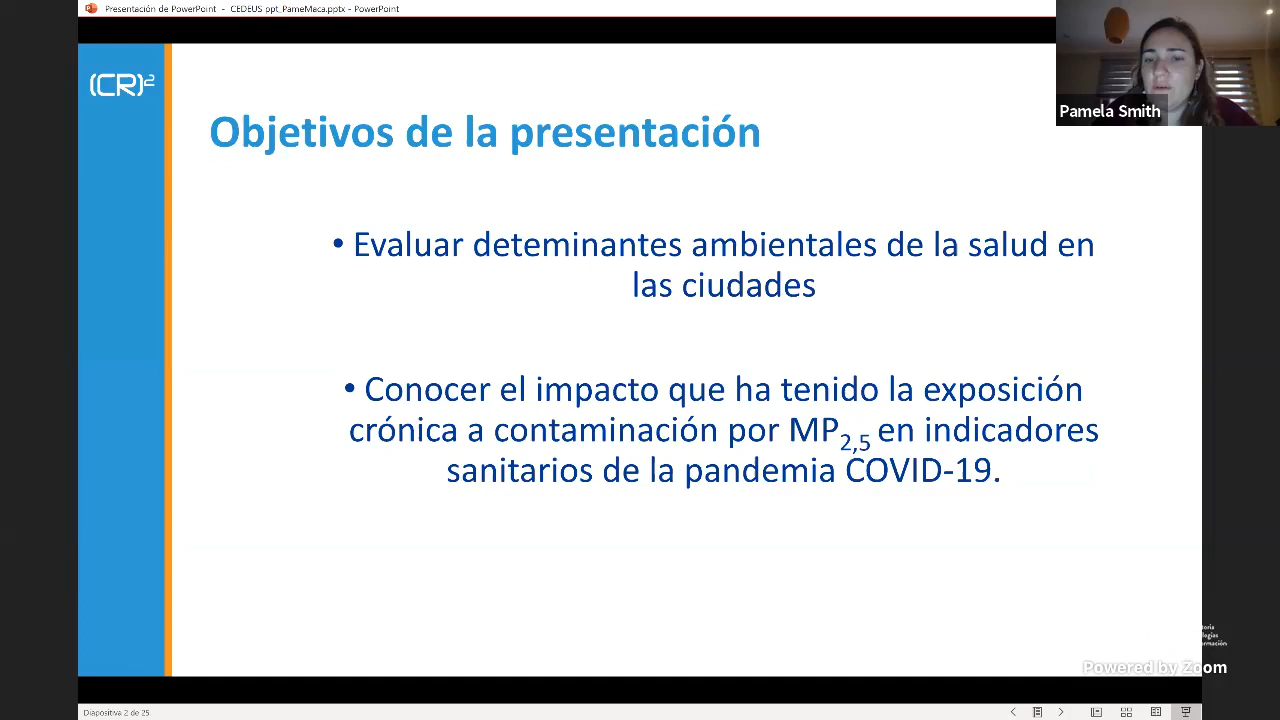 Presentación de PowerPoint - CEDEUS ppt_PameMaca.pptx - PowerPoint
(CR)²
Pamela Smith
Objetivos de la presentación
• Evaluar deteminantes ambientales de la salud en
las ciudades
• Conocer el impacto que ha tenido la exposición
crónica a contaminación por MP2,5 en indicadores
sanitarios de la pandemia COVID-19.
Powered by Zoom
Diapositiva 2 de 25